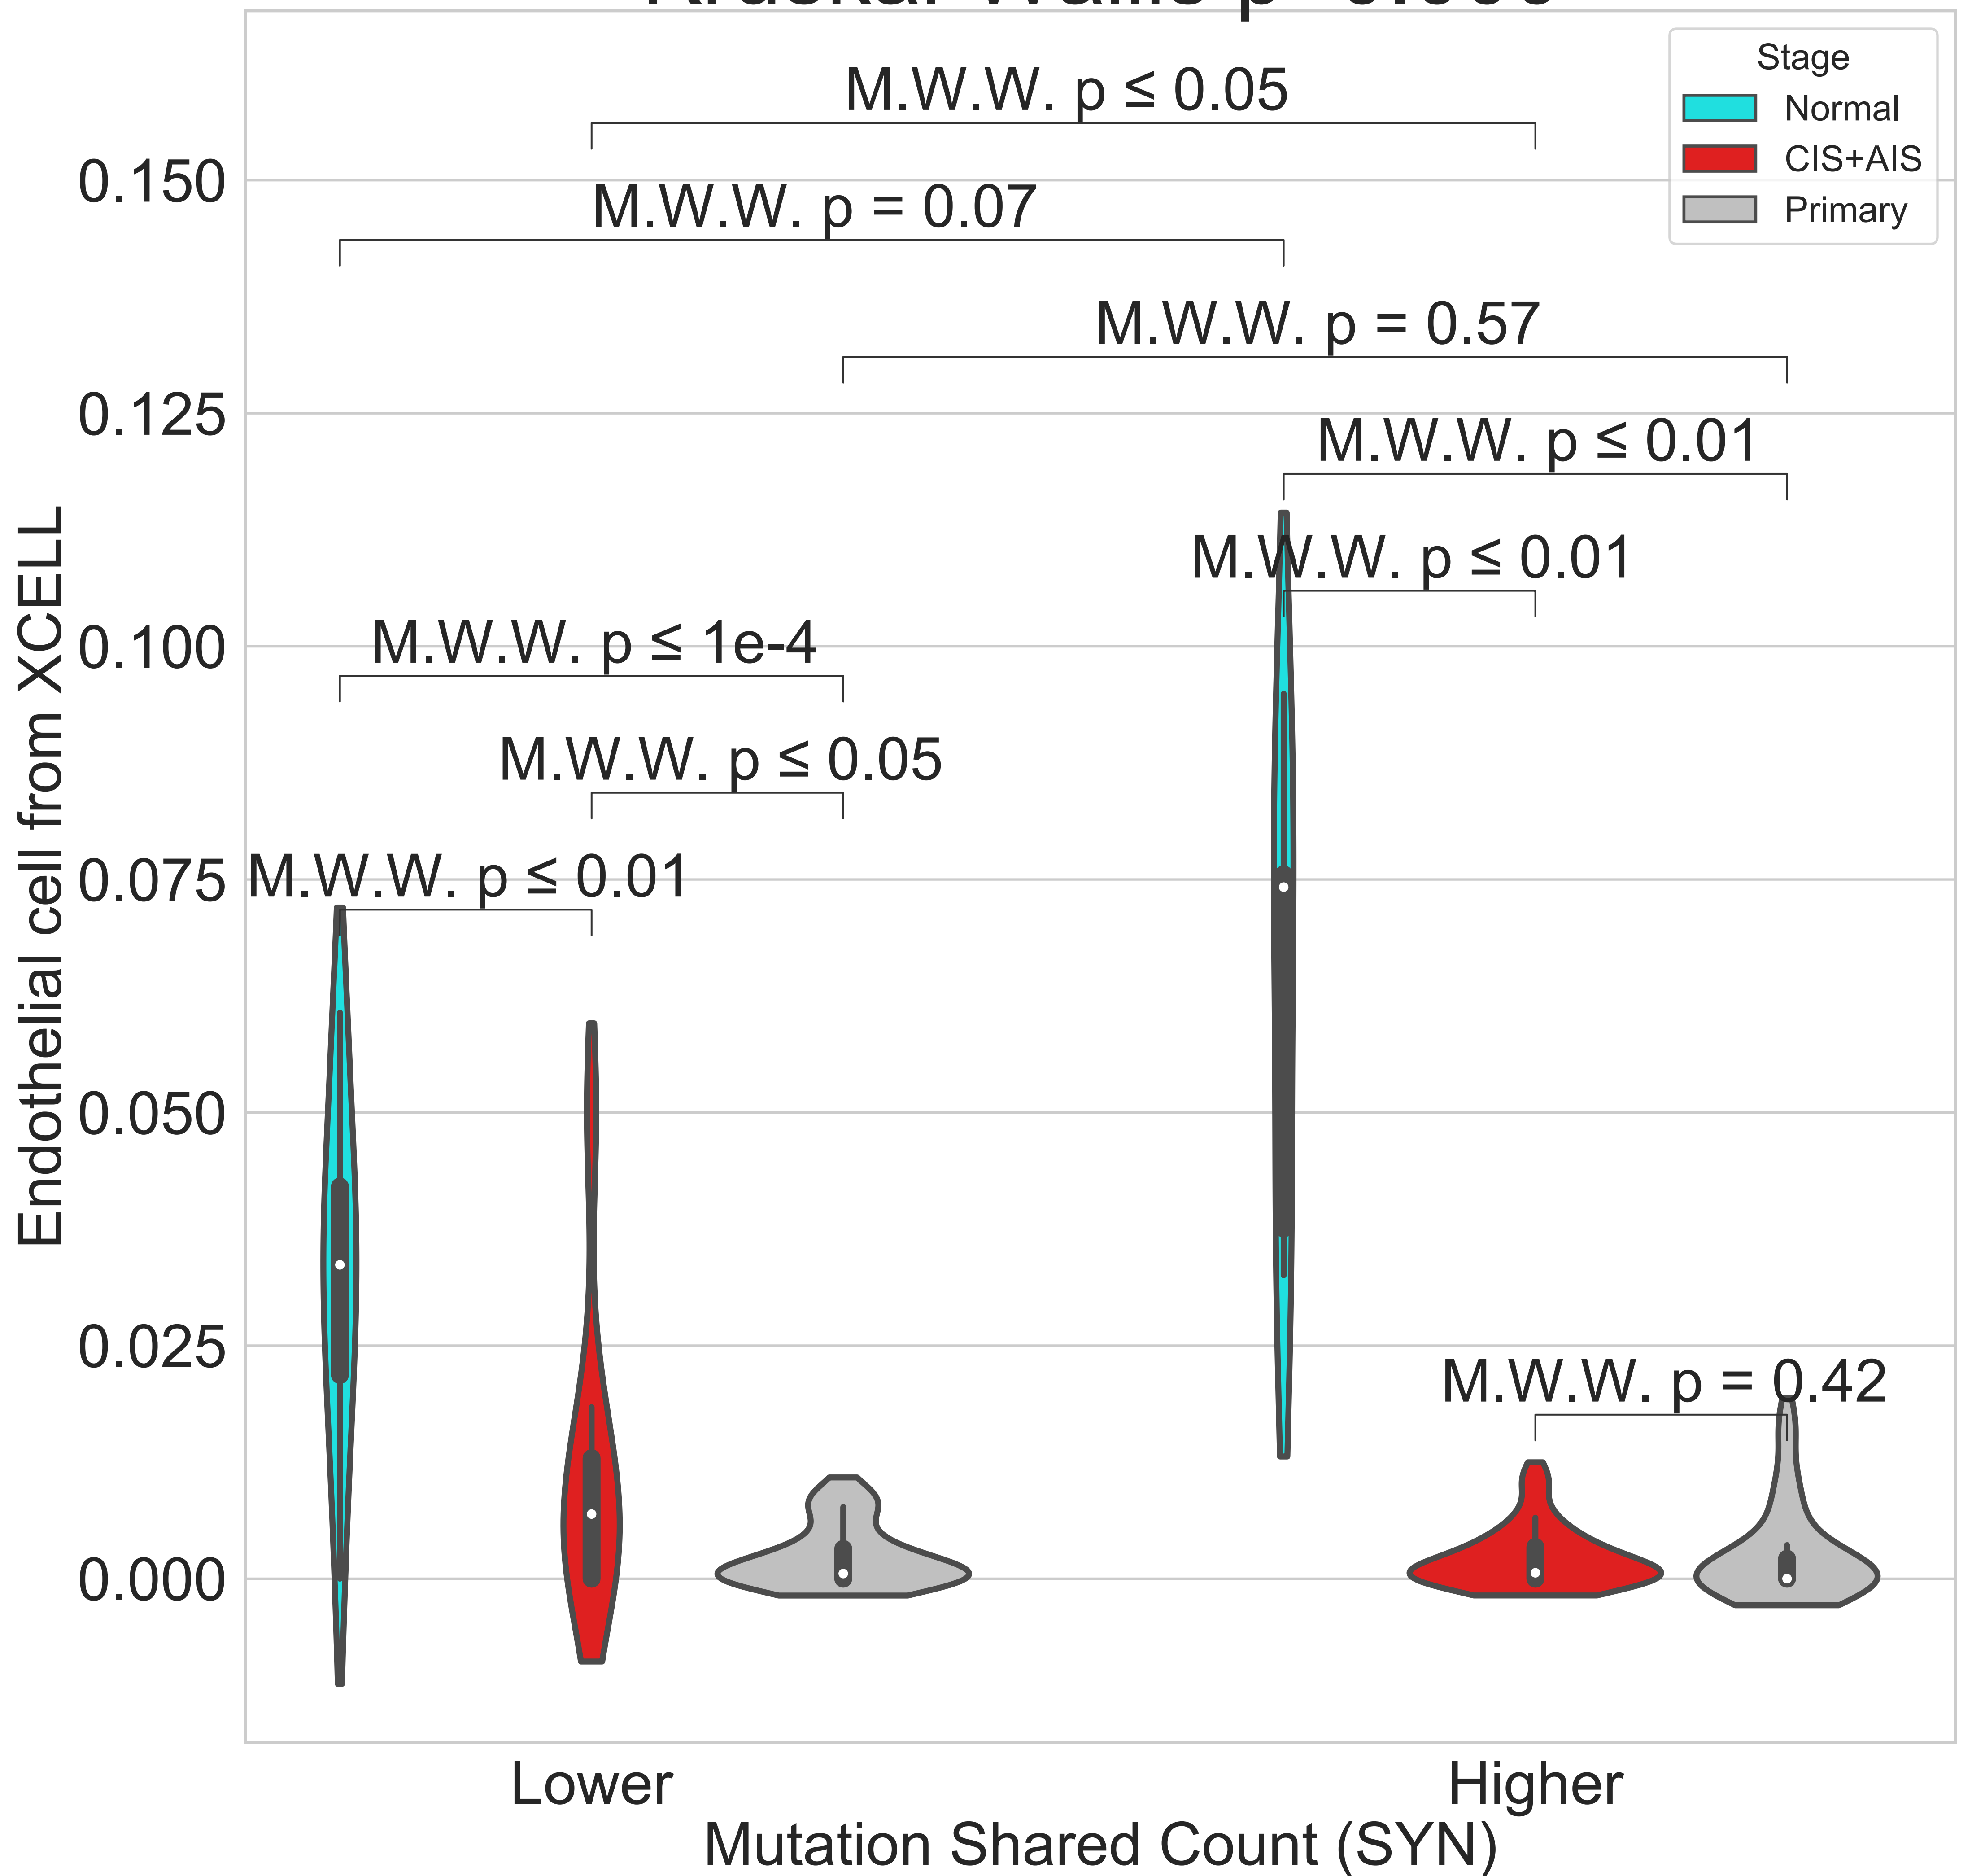 M.W.W. p ≤ 0.05
M.W.W. p = 0.07
M.W.W. p = 0.57
M.W.W. p ≤ 0.01
M.W.W. p ≤ 0.01
M.W.W. p ≤ 1e-4
M.W.W. p ≤ 0.05
M.W.W. p ≤ 0.01
M.W.W. p = 0.42
Stage
Normal
CIS+AIS
Primary
0.150
0.125
0.100
0.075
0.050
0.025
0.000
Endothelial cell from XCELL
Lower
Higher
Mutation Shared Count (SYN)